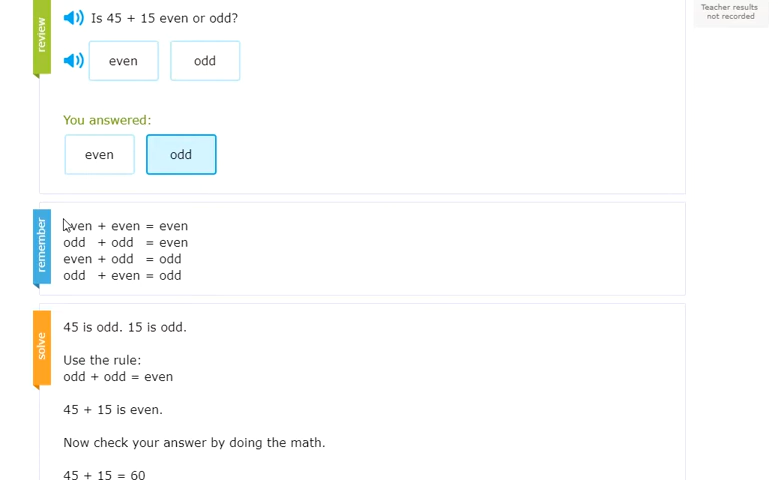 Teacher results
not recorded
review
Is 45 + 15 even or odd?
even odd
You answered:
even odd
remember
even + even = even
odd + odd = even
even + odd = odd
odd + even = odd
solve
45 is odd. 15 is odd.
Use the rule:
odd + odd = even
45 + 15 is even.
Now check your answer by doing the math.
45 + 15 = 60